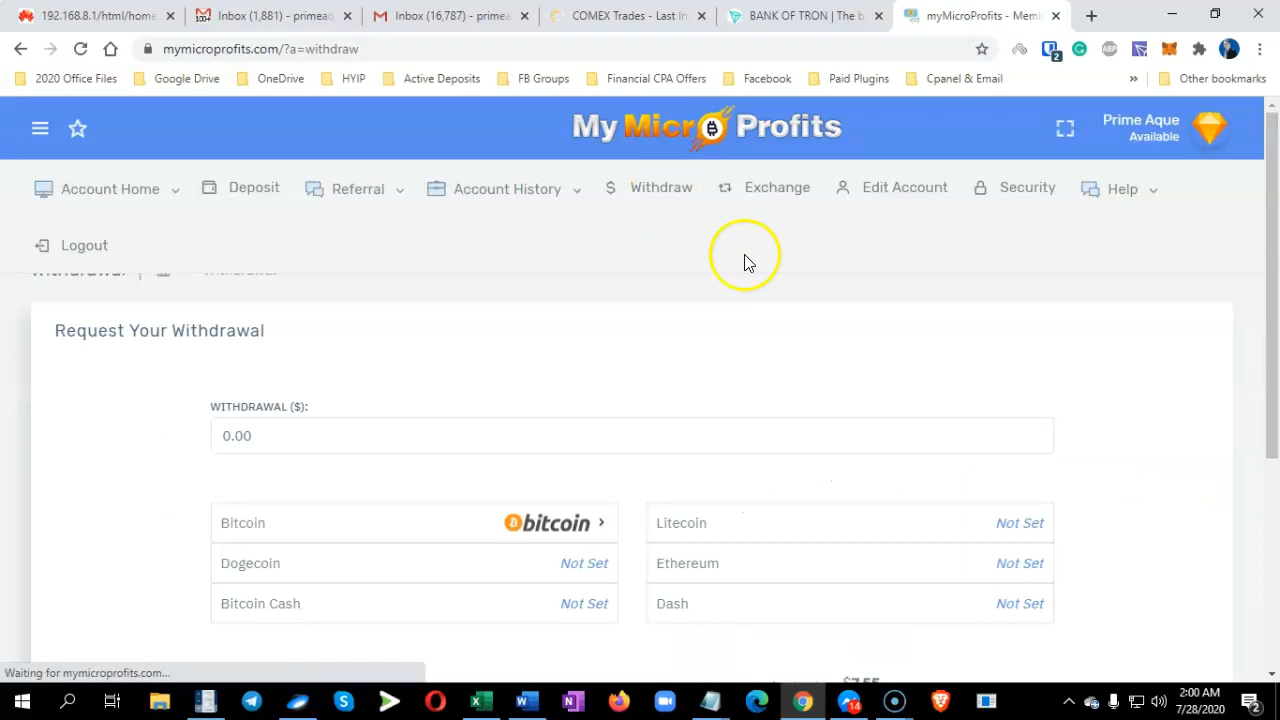 192.168.8.1/html/home
Inbox (1,881) - primeaq
Inbox (16,787) - primea
COMEX Trades - Last In
BANK OF TRON | The b
myMicroProfits - Memb
mymicroprofits.com/?a=withdraw
2
2020 Office Files
Google Drive
OneDrive
HYIP
Active Deposits
FB Groups
Financial CPA Offers
Facebook
Paid Plugins
Cpanel & Email
»
Other bookmarks
My Micro Profits
Prime Aque
Available
Account Home
Deposit
Referral
Account History
$ Withdraw
Exchange
Edit Account
Security
Help
Logout
Request Your Withdrawal
WITHDRAWAL ($):
0.00
Bitcoin
bitcoin
Litecoin
Not Set
Dogecoin
Not Set
Ethereum
Not Set
Bitcoin Cash
Not Set
Dash
Not Set
Waiting for mymicroprofits.com...
14
2:00 AM
7/28/2020
2